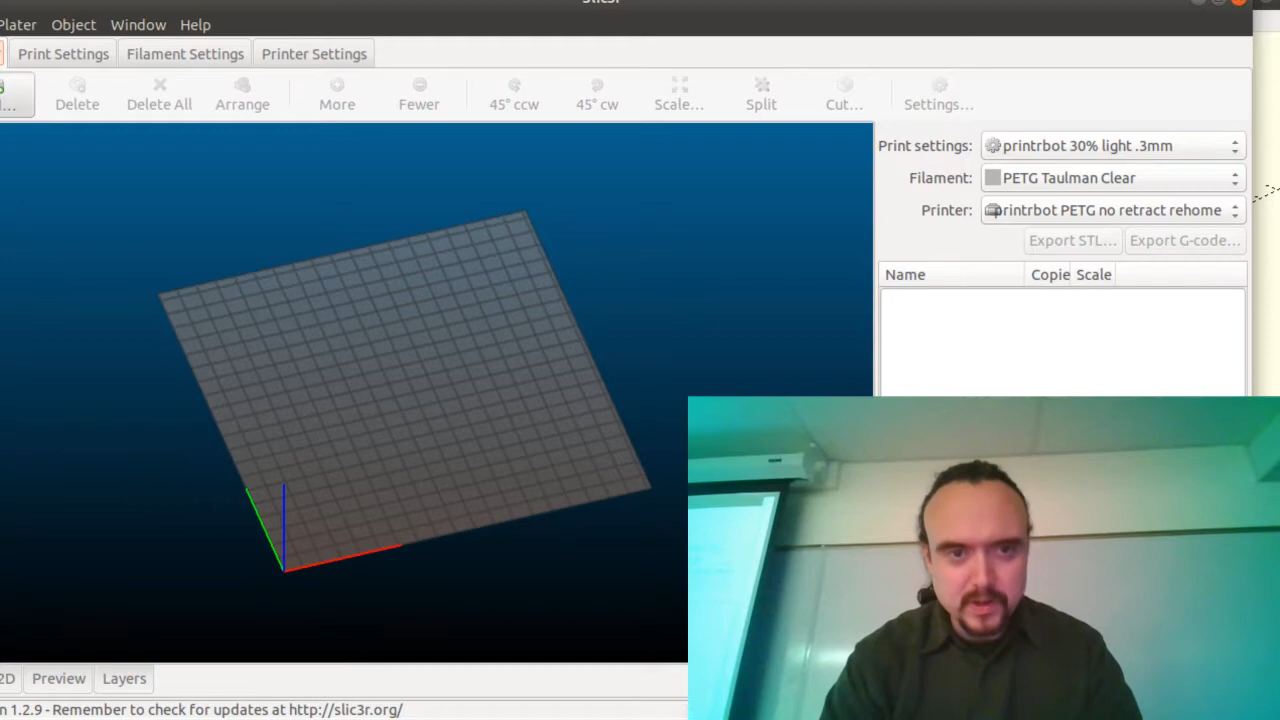 Slic3r
Plater Object Window Help
Print Settings Filament Settings Printer Settings
... Delete Delete All Arrange More Fewer 45° ccw 45° cw Scale... Split Cut... Settings...
Print settings: printrbot 30% light .3mm
Filament: PETG Taulman Clear
Printer: printrbot PETG no retract rehome
Export STL... Export G-code...
Name Copie Scale
2D Preview Layers
n 1.2.9 - Remember to check for updates at http://slic3r.org/